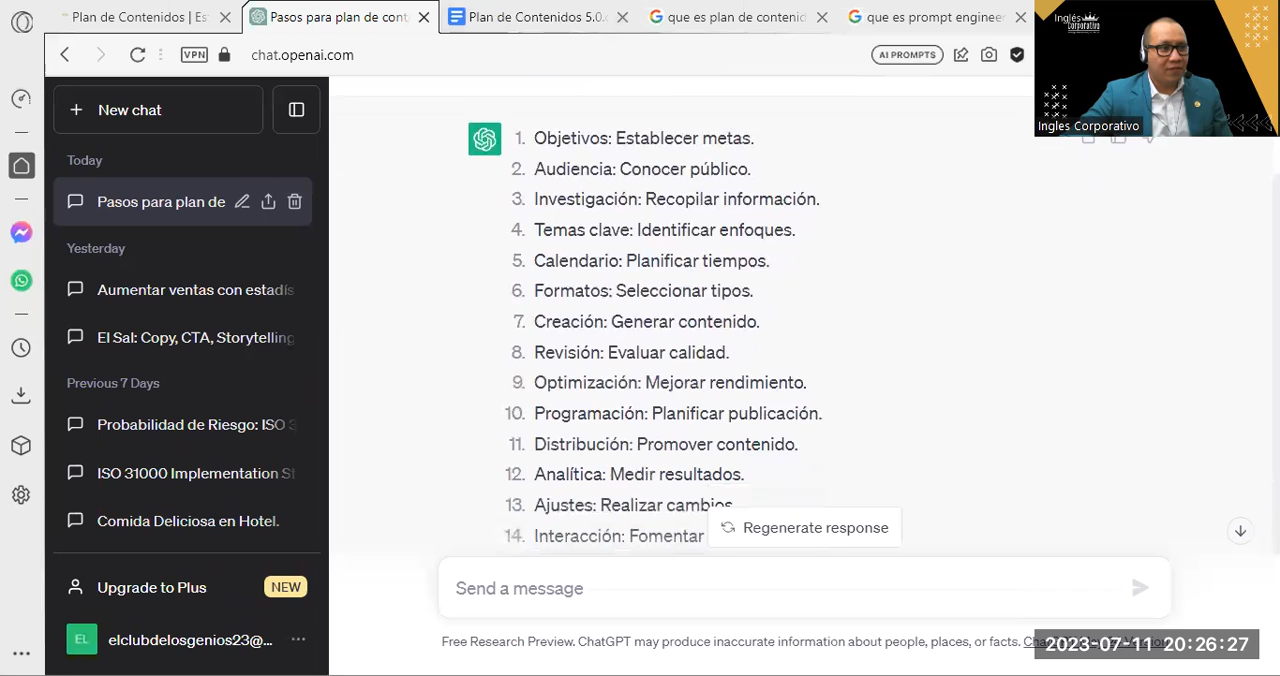 Plan de Contenidos | Es
Pasos para plan de cont
Plan de Contenidos 5.0.
que es plan de contenid
que es prompt enginee
VPN
chat.openai.com
AI PROMPTS
Inglés
Corporativo
Ingles Corporativo
New chat
Today
Pasos para plan de
Yesterday
Aumentar ventas con estadís
El Sal: Copy, CTA, Storytelling
Previous 7 Days
Probabilidad de Riesgo: ISO 3
ISO 31000 Implementation St
Comida Deliciosa en Hotel.
Upgrade to Plus
NEW
EL
elclubdelosgenios23@...
1. Objetivos: Establecer metas.
2. Audiencia: Conocer público.
3. Investigación: Recopilar información.
4. Temas clave: Identificar enfoques.
5. Calendario: Planificar tiempos.
6. Formatos: Seleccionar tipos.
7. Creación: Generar contenido.
8. Revisión: Evaluar calidad.
9. Optimización: Mejorar rendimiento.
10. Programación: Planificar publicación.
11. Distribución: Promover contenido.
12. Analítica: Medir resultados.
13. Ajustes: Realizar cambios.
14. Interacción: Fomentar
Regenerate response
Send a message
Free Research Preview. ChatGPT may produce inaccurate information about people, places, or facts.
2023-07-11 20:26:27